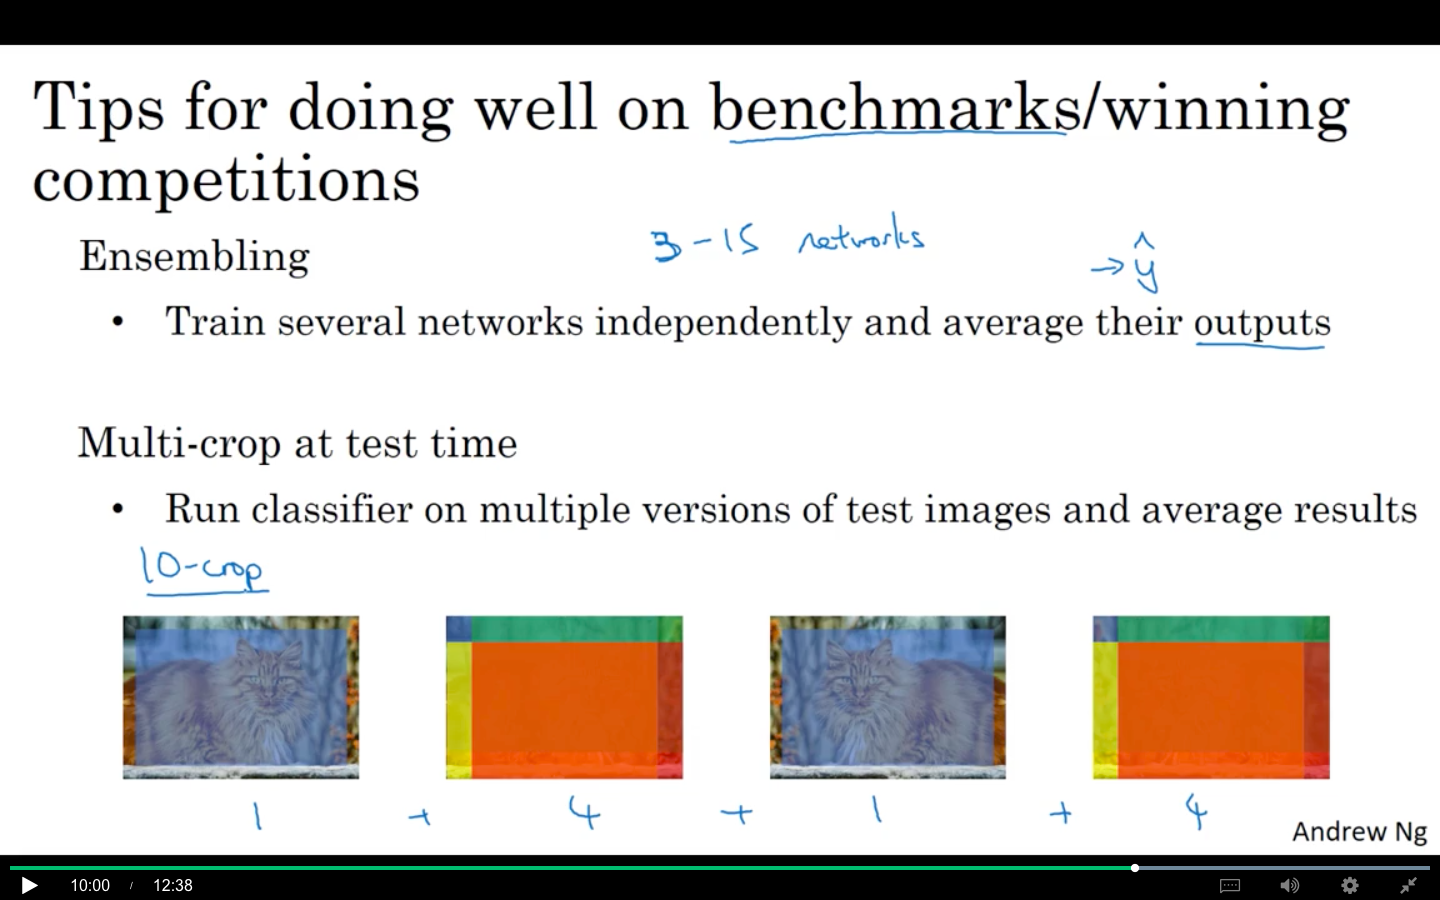 Tips for doing well on benchmarks/winning
competitions
3-15 networks
Ensembling
→ ŷ
• Train several networks independently and average their outputs
Multi-crop at test time
• Run classifier on multiple versions of test images and average results
10-crop
1 + 4 + 1 + 4
Andrew Ng
10:00 / 12:38